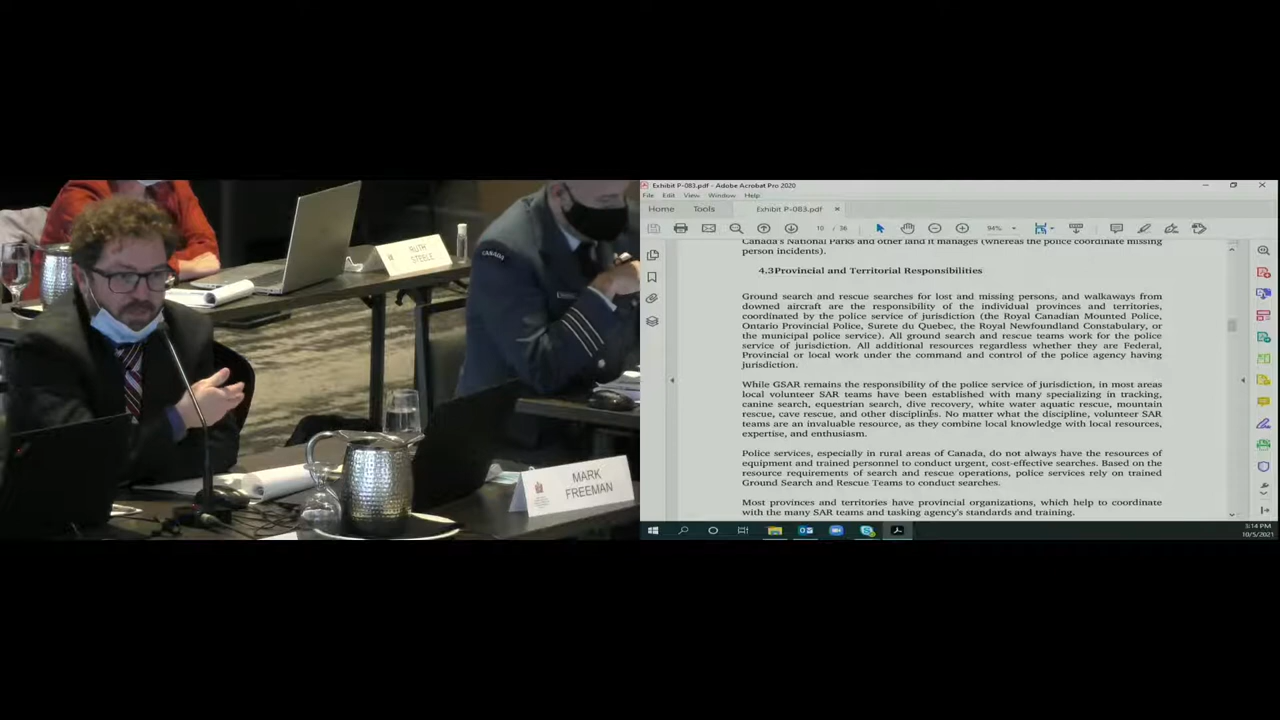 CANADA
RUTH
STEELE
MARK
FREEMAN
Exhibit P-083.pdf - Adobe Acrobat Pro 2020
File Edit View Window Help
Home Tools Exhibit P-083.pdf ×
10 / 36 94%
Canada's National Parks and other land it manages (whereas the police coordinate missing
person incidents).
4.3Provincial and Territorial Responsibilities
Ground search and rescue searches for lost and missing persons, and walkaways from
downed aircraft are the responsibility of the individual provinces and territories,
coordinated by the police service of jurisdiction (the Royal Canadian Mounted Police,
Ontario Provincial Police, Surete du Quebec, the Royal Newfoundland Constabulary, or
the municipal police service). All ground search and rescue teams work for the police
service of jurisdiction. All additional resources regardless whether they are Federal,
Provincial or local work under the command and control of the police agency having
jurisdiction.
While GSAR remains the responsibility of the police service of jurisdiction, in most areas
local volunteer SAR teams have been established with many specializing in tracking,
canine search, equestrian search, dive recovery, white water aquatic rescue, mountain
rescue, cave rescue, and other disciplines. No matter what the discipline, volunteer SAR
teams are an invaluable resource, as they combine local knowledge with local resources,
expertise, and enthusiasm.
Police services, especially in rural areas of Canada, do not always have the resources of
equipment and trained personnel to conduct urgent, cost-effective searches. Based on the
resource requirements of search and rescue operations, police services rely on trained
Ground Search and Rescue Teams to conduct searches.
Most provinces and territories have provincial organizations, which help to coordinate
with the many SAR teams and tasking agency's standards and training.
3:14 PM
10/5/2021